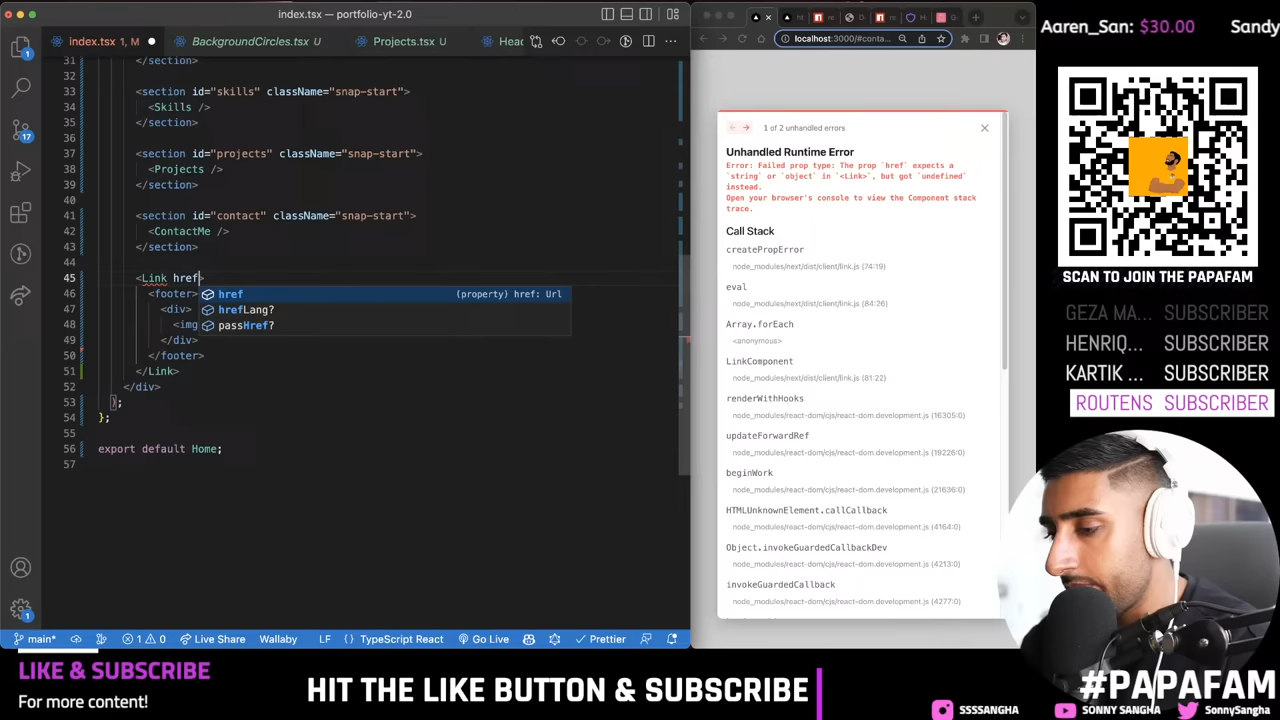 index.tsx — portfolio-yt-2.0
index.tsx 1, M
BackgroundCircles.tsx U
Projects.tsx U
Head
31
</section>
32
33
<section id="skills" className="snap-start">
34
<Skills />
35
</section>
36
37
<section id="projects" className="snap-start">
38
<Projects />
39
</section>
40
41
<section id="contact" className="snap-start">
42
<ContactMe />
43
</section>
44
45
<Link href>
46
<footer>
47
<div>
48
<img
49
</div>
50
</footer>
51
</Link>
52
</div>
53
);
54
};
55
56
export default Home;
57
href
(property) href: Url
hrefLang?
passHref?
1
17
1
main*
1
0
Live Share
Wallaby
LF
{} TypeScript React
Go Live
Prettier
localhost:3000/#conta...
1 of 2 unhandled errors
Unhandled Runtime Error
Error: Failed prop type: The prop `href` expects a
`string` or `object` in `<Link>`, but got `undefined`
instead.
Open your browser's console to view the Component stack
trace.
Call Stack
createPropError
node_modules/next/dist/client/link.js (74:19)
eval
node_modules/next/dist/client/link.js (84:26)
Array.forEach
<anonymous>
LinkComponent
node_modules/next/dist/client/link.js (81:22)
renderWithHooks
node_modules/react-dom/cjs/react-dom.development.js (16305:0)
updateForwardRef
node_modules/react-dom/cjs/react-dom.development.js (19226:0)
beginWork
node_modules/react-dom/cjs/react-dom.development.js (21636:0)
HTMLUnknownElement.callCallback
node_modules/react-dom/cjs/react-dom.development.js (4164:0)
Object.invokeGuardedCallbackDev
node_modules/react-dom/cjs/react-dom.development.js (4213:0)
invokeGuardedCallback
node_modules/react-dom/cjs/react-dom.development.js (4277:0)
Aaren_San: $30.00
Sandy
SCAN TO JOIN THE PAPAFAM
GEZA MA... SUBSCRIBER
HENRIQ... SUBSCRIBER
KARTIK ... SUBSCRIBER
ROUTENS SUBSCRIBER
LIKE & SUBSCRIBE
For more content!
HIT THE LIKE BUTTON & SUBSCRIBE
#PAPAFAM
SSSSANGHA
SONNY SANGHA
SONNYSANGHA